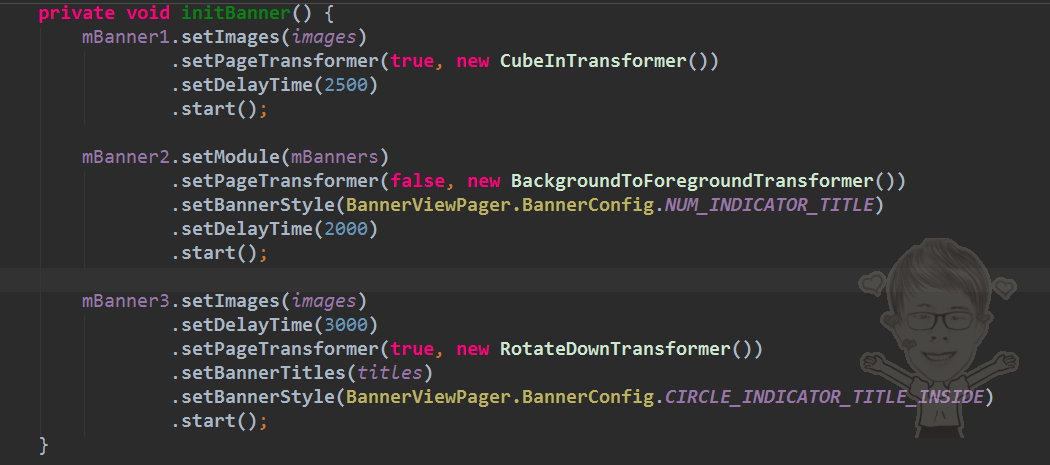 private void initBanner() {
    mBanner1.setImages(images)
            .setPageTransformer(true, new CubeInTransformer())
            .setDelayTime(2500)
            .start();

    mBanner2.setModule(mBanners)
            .setPageTransformer(false, new BackgroundToForegroundTransformer())
            .setBannerStyle(BannerViewPager.BannerConfig.NUM_INDICATOR_TITLE)
            .setDelayTime(2000)
            .start();

    mBanner3.setImages(images)
            .setDelayTime(3000)
            .setPageTransformer(true, new RotateDownTransformer())
            .setBannerTitles(titles)
            .setBannerStyle(BannerViewPager.BannerConfig.CIRCLE_INDICATOR_TITLE_INSIDE)
            .start();
}